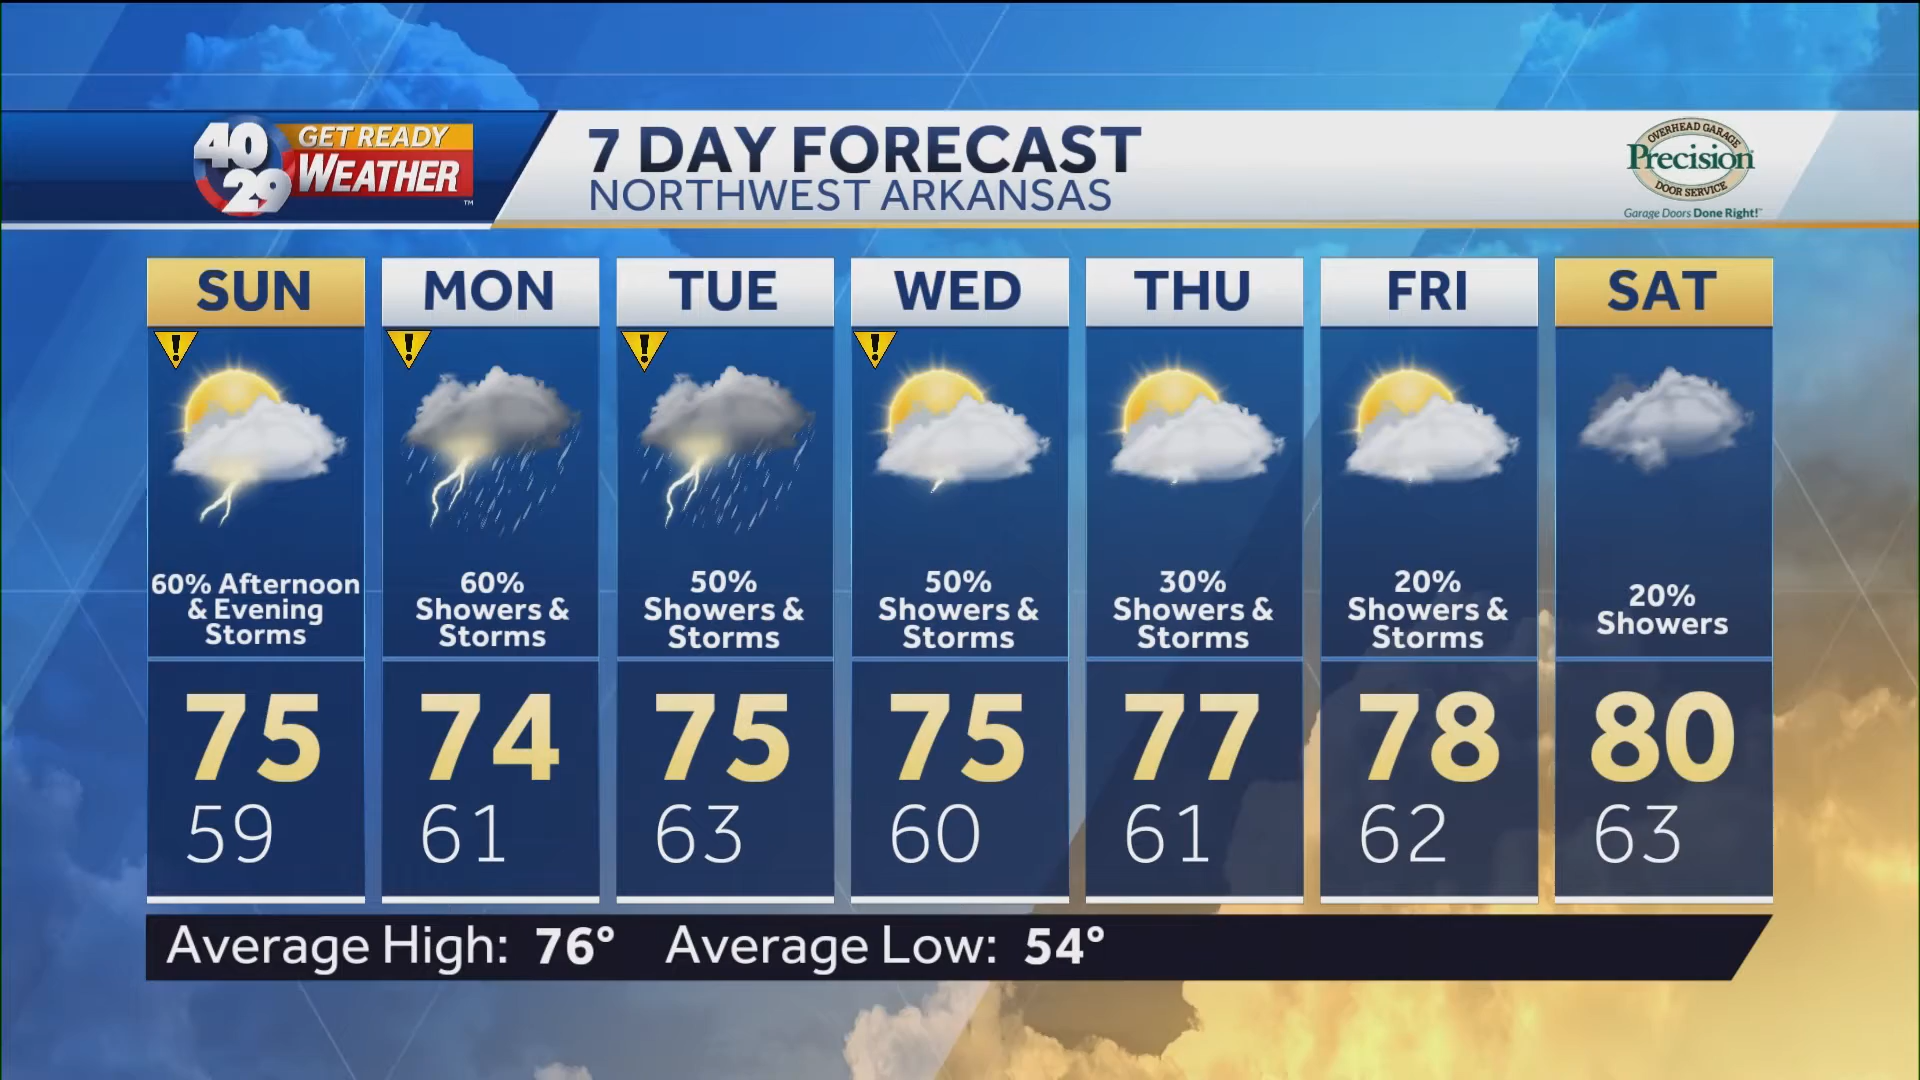 40
29
GET READY
WEATHER™
7 DAY FORECAST
NORTHWEST ARKANSAS
OVERHEAD GARAGE
Precision
DOOR SERVICE
Garage Doors Done Right!™
SUN
MON
TUE
WED
THU
FRI
SAT
!
!
!
!
60% Afternoon
& Evening
Storms
60%
Showers &
Storms
50%
Showers &
Storms
50%
Showers &
Storms
30%
Showers &
Storms
20%
Showers &
Storms
20%
Showers
75
74
75
75
77
78
80
59
61
63
60
61
62
63
Average High: 76° Average Low: 54°